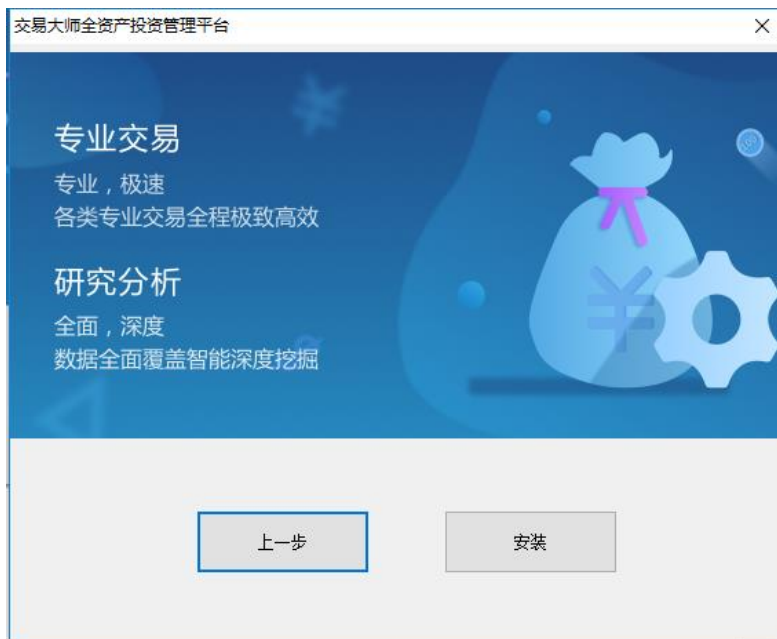 交易大师全资产投资管理平台
专业交易
专业，极速
各类专业交易全程极致高效
研究分析
全面，深度
数据全面覆盖智能深度挖掘
¥
上一步
安装